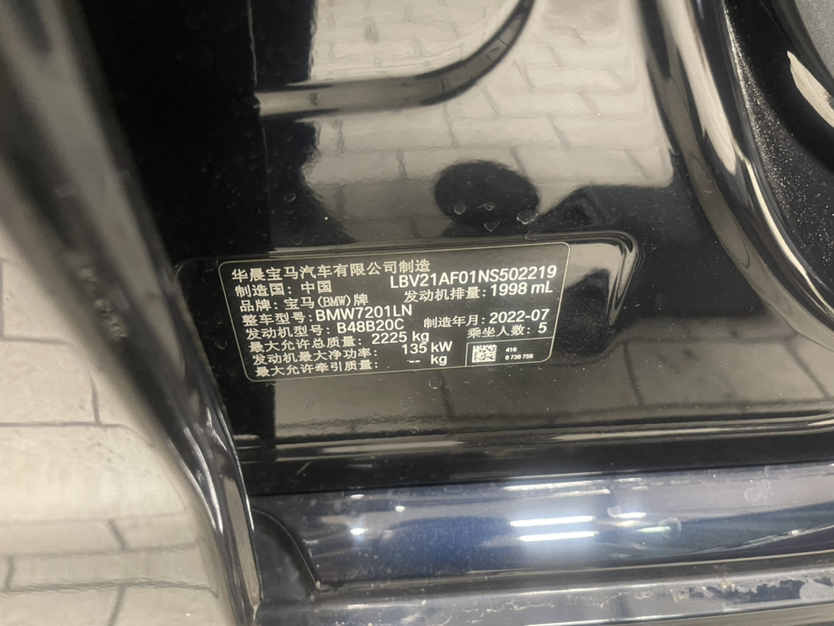 华晨宝马汽车有限公司制造
制造国：中国 LBV21AF01NS502219
品牌：宝马(BMW)牌 发动机排量：1998 mL
整车型号：BMW7201LN
发动机型号：B48B20C 制造年月：2022-07
最大允许总质量： 2225 kg 乘坐人数：5
发动机最大净功率： 135 kW
最大允许牵引质量： -- kg
416
9 739 756